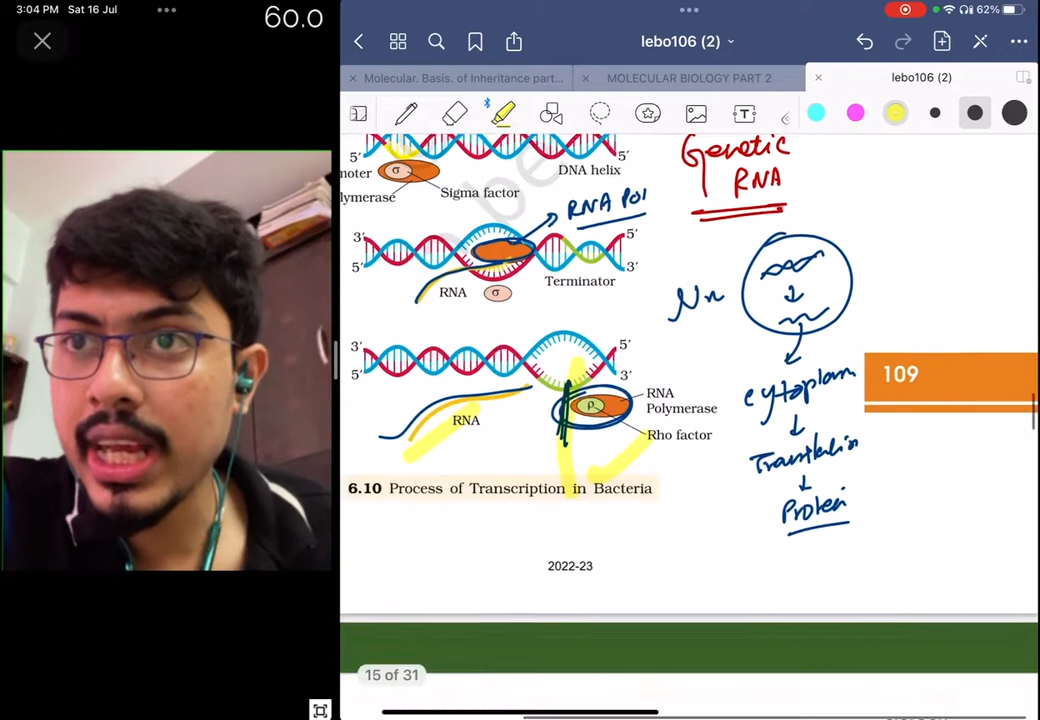 3:04 PM Sat 16 Jul
60.0
62%
lebo106 (2)
Molecular. Basis. of Inheritance part...
MOLECULAR BIOLOGY PART 2
lebo106 (2)
T
5′
5′
DNA helix
moter
σ
lymerase
Sigma factor
Genetic
RNA
RNA Pol
3′
5′
5′
3′
RNA
σ
Terminator
3′
5′
5′
3′
RNA
ρ
RNA
Polymerase
Rho factor
109
cytoplasm
Translation
Protein
6.10 Process of Transcription in Bacteria
2022-23
15 of 31